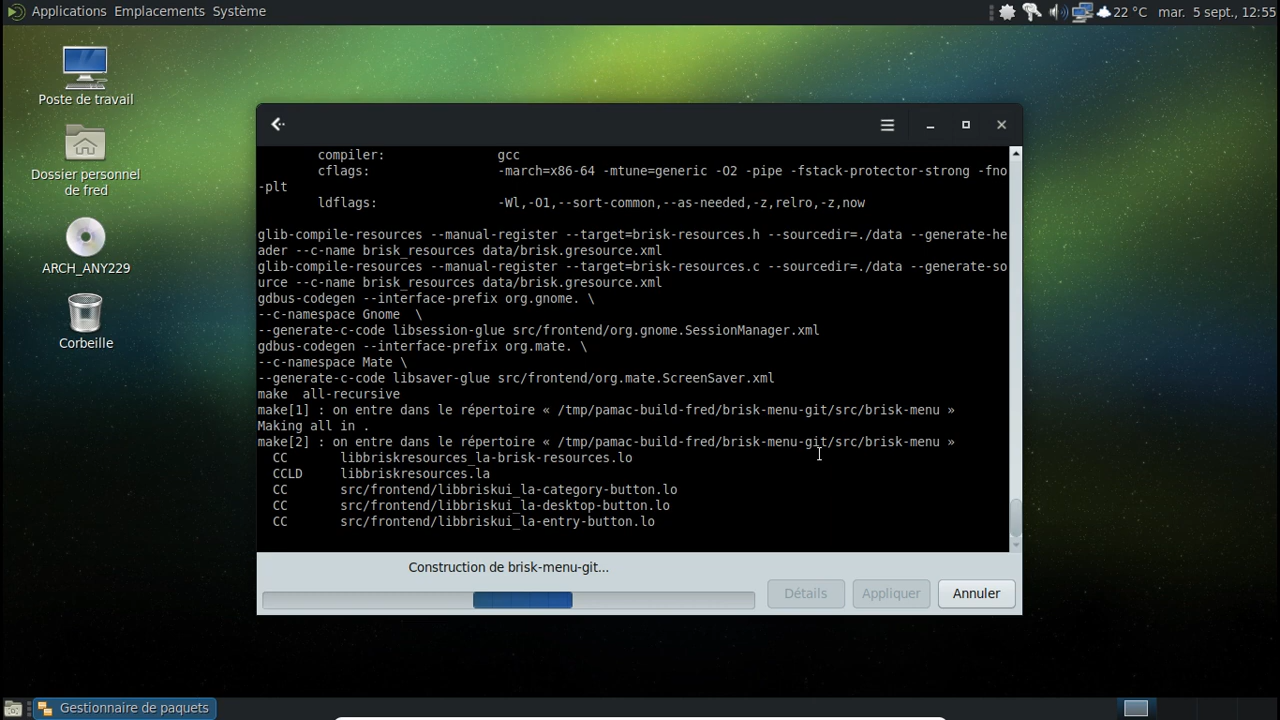 Applications Emplacements Système
22 °C mar. 5 sept., 12:55
Poste de travail
Dossier personnel
de fred
ARCH_ANY229
Corbeille
compiler: gcc
cflags: -march=x86-64 -mtune=generic -O2 -pipe -fstack-protector-strong -fno
-plt
ldflags: -Wl,-O1,--sort-common,--as-needed,-z,relro,-z,now
glib-compile-resources --manual-register --target=brisk-resources.h --sourcedir=./data --generate-he
ader --c-name brisk_resources data/brisk.gresource.xml
glib-compile-resources --manual-register --target=brisk-resources.c --sourcedir=./data --generate-so
urce --c-name brisk_resources data/brisk.gresource.xml
gdbus-codegen --interface-prefix org.gnome. \
--c-namespace Gnome  \
--generate-c-code libsession-glue src/frontend/org.gnome.SessionManager.xml
gdbus-codegen --interface-prefix org.mate. \
--c-namespace Mate \
--generate-c-code libsaver-glue src/frontend/org.mate.ScreenSaver.xml
make  all-recursive
make[1] : on entre dans le répertoire « /tmp/pamac-build-fred/brisk-menu-git/src/brisk-menu »
Making all in .
make[2] : on entre dans le répertoire « /tmp/pamac-build-fred/brisk-menu-git/src/brisk-menu »
CC libbriskresources_la-brisk-resources.lo
CCLD libbriskresources.la
CC src/frontend/libbriskui_la-category-button.lo
CC src/frontend/libbriskui_la-desktop-button.lo
CC src/frontend/libbriskui_la-entry-button.lo
Construction de brisk-menu-git...
Détails Appliquer Annuler
Gestionnaire de paquets